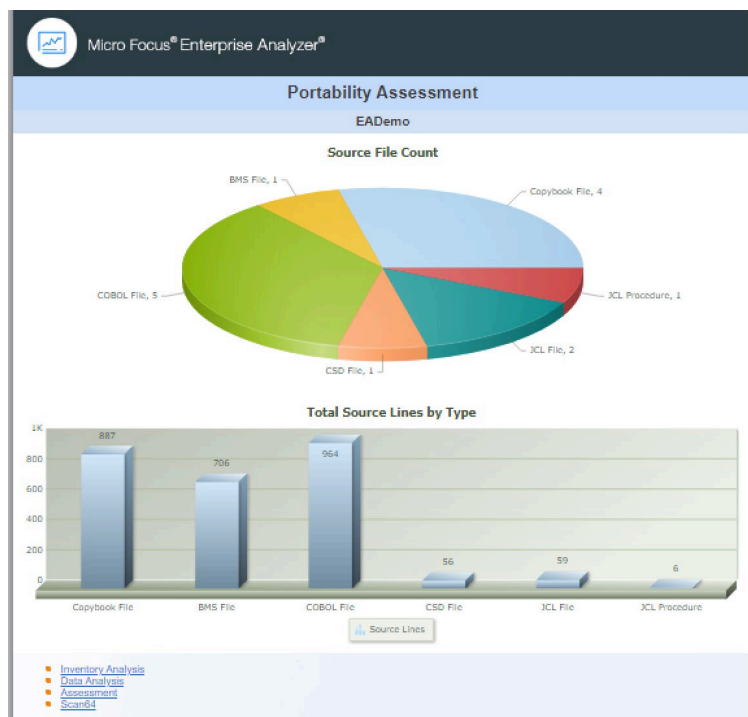 Micro Focus® Enterprise Analyzer®
Portability Assessment
EADemo
Source File Count
BMS File, 1
Copybook File, 4
COBOL File, 5
JCL Procedure, 1
JCL File, 2
CSD File, 1
Total Source Lines by Type
1K
800
600
400
200
0
887
706
964
56
59
6
Copybook File
BMS File
COBOL File
CSD File
JCL File
JCL Procedure
Source Lines
Inventory Analysis
Data Analysis
Assessment
Scan64